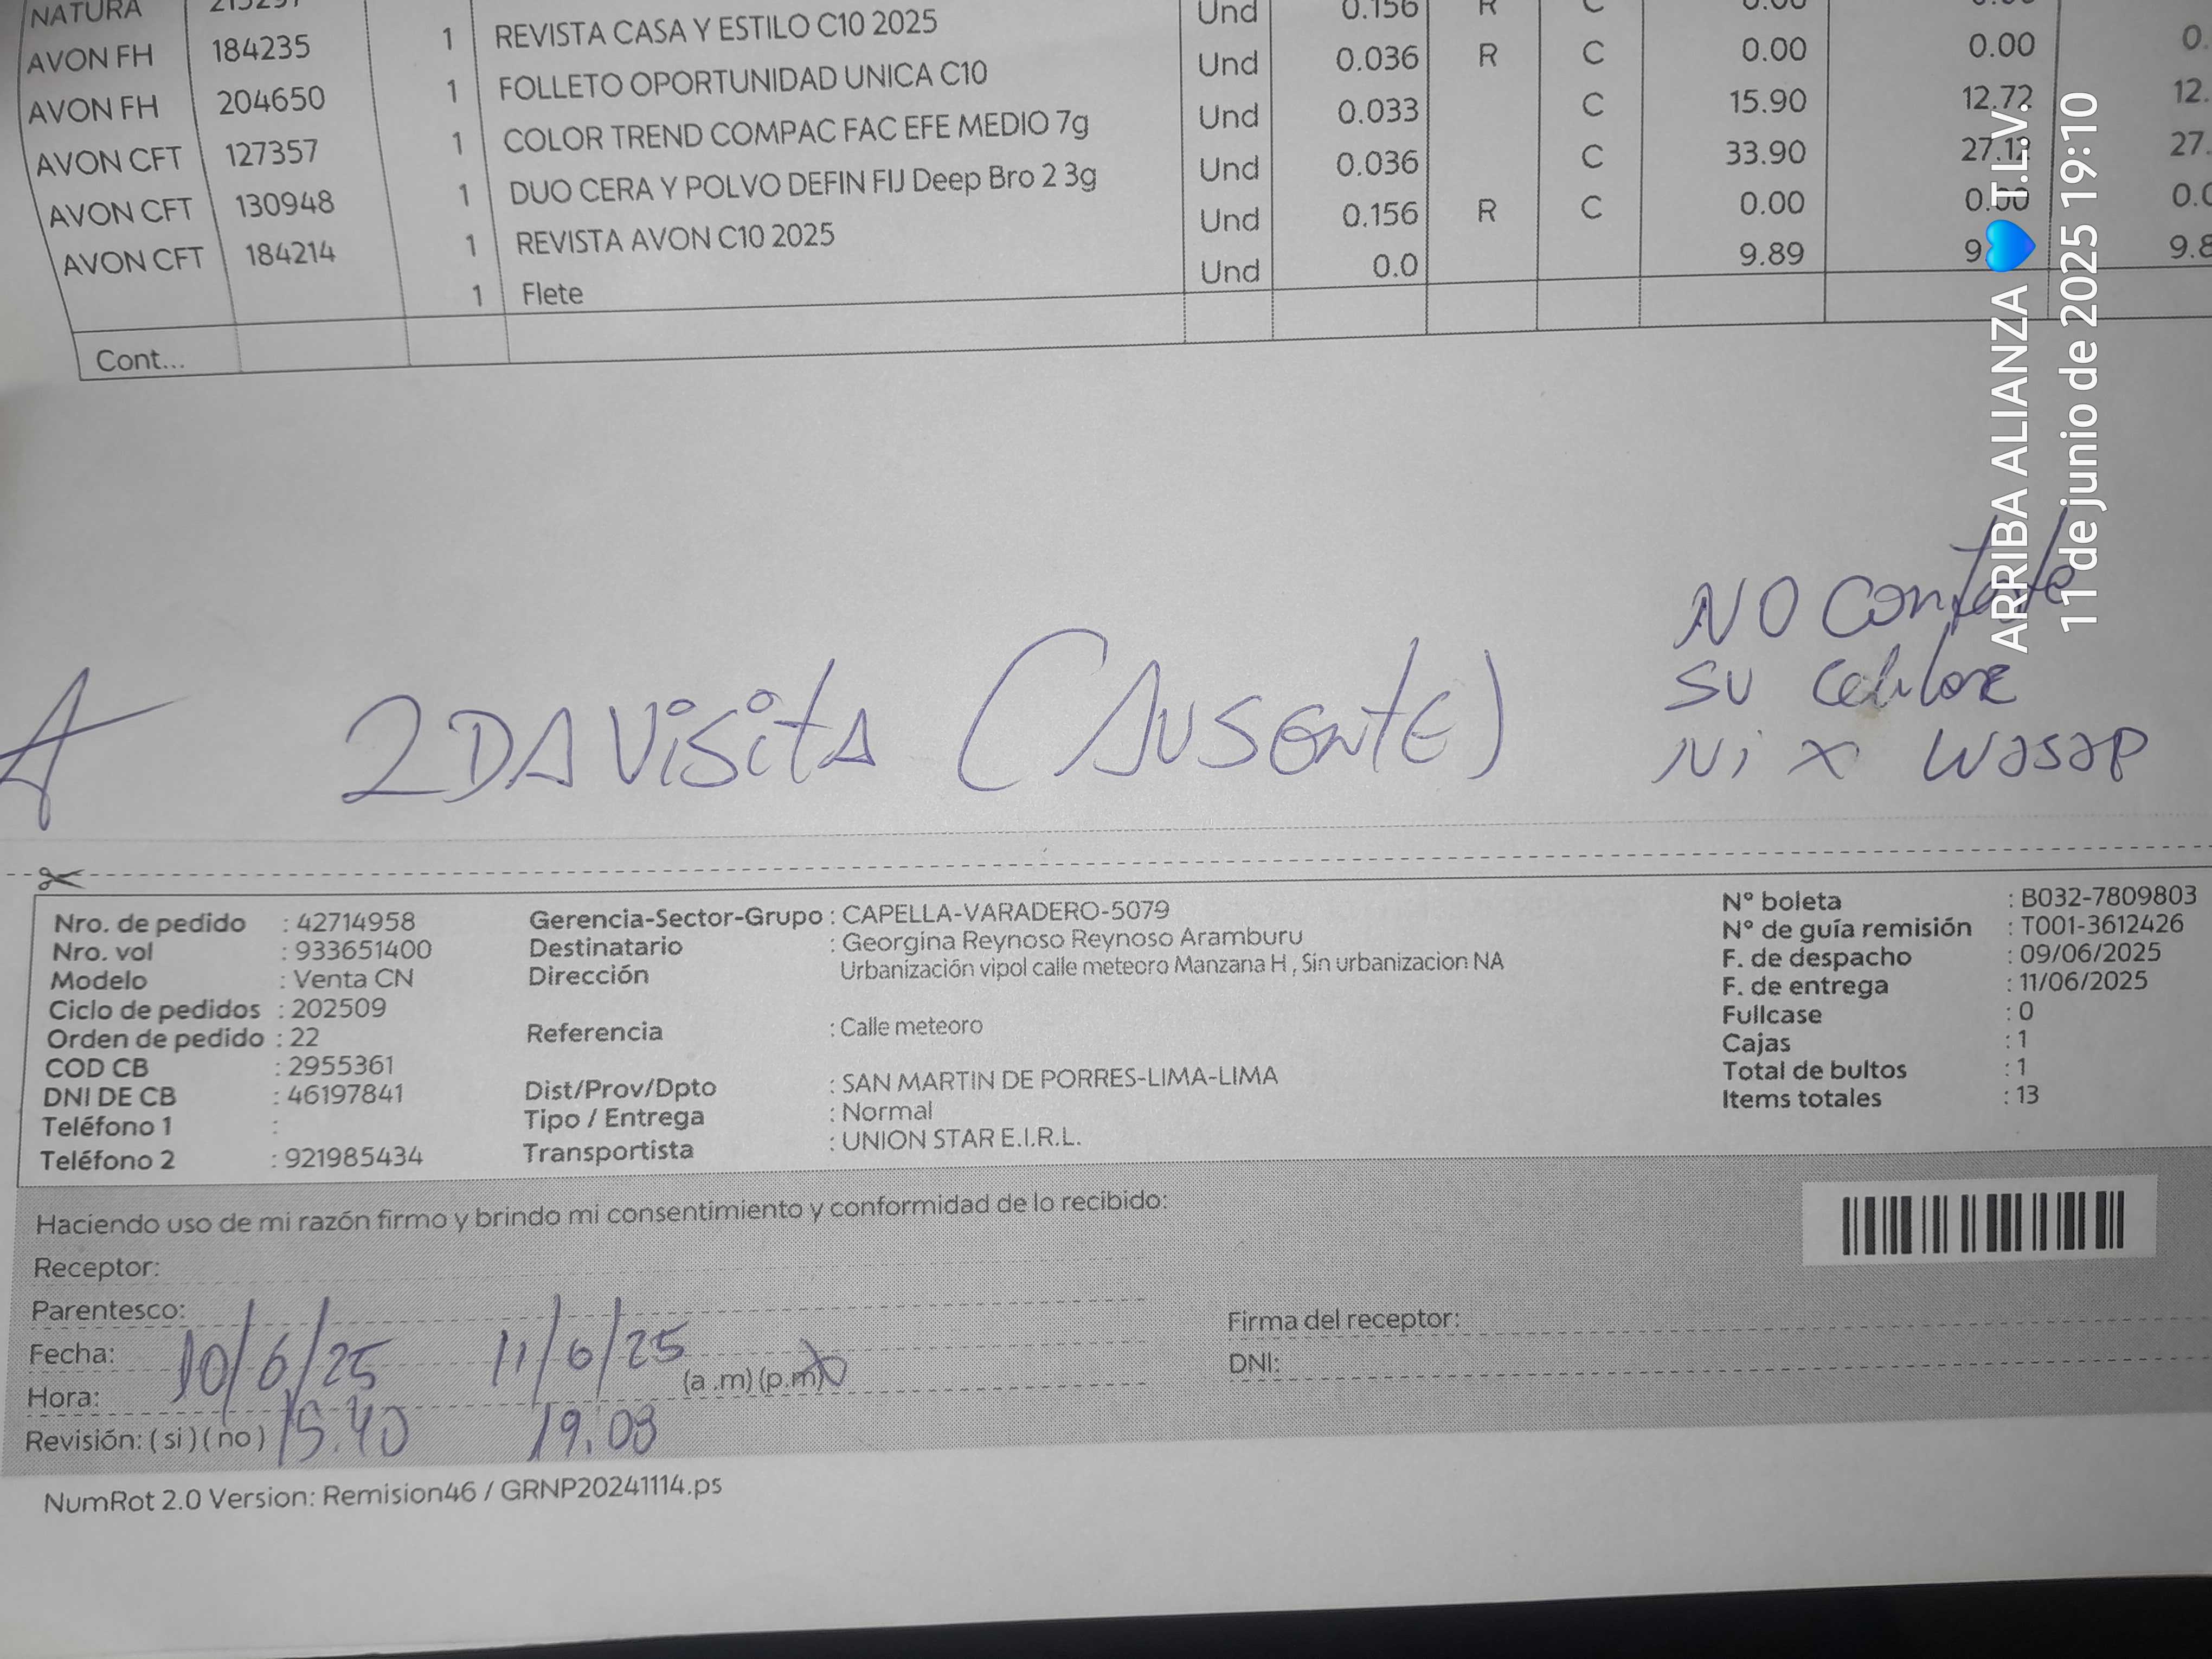 NATURA 215297 Und 0.156 R C 0.00
AVON FH 184235 1 REVISTA CASA Y ESTILO C10 2025 Und 0.036 R C 0.00 0.00 0.
AVON FH 204650 1 FOLLETO OPORTUNIDAD UNICA C10 Und 0.033 C 15.90 12.72 12.
AVON CFT 127357 1 COLOR TREND COMPAC FAC EFE MEDIO 7g Und 0.036 C 33.90 27.12 27.
AVON CFT 130948 1 DUO CERA Y POLVO DEFIN FIJ Deep Bro 2 3g Und 0.156 R C 0.00 0.00 0.0
AVON CFT 184214 1 REVISTA AVON C10 2025 Und 0.0 9.89 9 9.8
1 Flete
Cont...
ARRIBA ALIANZA 💙 T.L.V.
11 de junio de 2025 19:10
A 2DA Visita (AUSENTE)
NO contesta
su celular
Ni x wasap
Nro. de pedido : 42714958
Nro. vol : 933651400
Modelo : Venta CN
Ciclo de pedidos : 202509
Orden de pedido : 22
COD CB : 2955361
DNI DE CB : 46197841
Teléfono 1 :
Teléfono 2 : 921985434
Gerencia-Sector-Grupo : CAPELLA-VARADERO-5079
Destinatario : Georgina Reynoso Reynoso Aramburu
Dirección Urbanización vipol calle meteoro Manzana H , Sin urbanizacion NA
Referencia : Calle meteoro
Dist/Prov/Dpto : SAN MARTIN DE PORRES-LIMA-LIMA
Tipo / Entrega : Normal
Transportista : UNION STAR E.I.R.L.
N° boleta : B032-7809803
N° de guía remisión : T001-3612426
F. de despacho : 09/06/2025
F. de entrega : 11/06/2025
Fullcase : 0
Cajas : 1
Total de bultos : 1
Items totales : 13
Haciendo uso de mi razón firmo y brindo mi consentimiento y conformidad de lo recibido:
Receptor:
Parentesco:
Fecha: 10/6/25 11/6/25
Hora: (a .m) (p.m)
Revisión: ( si ) ( no ) 15.40 19:03
Firma del receptor:
DNI:
NumRot 2.0 Version: Remision46 / GRNP20241114.ps